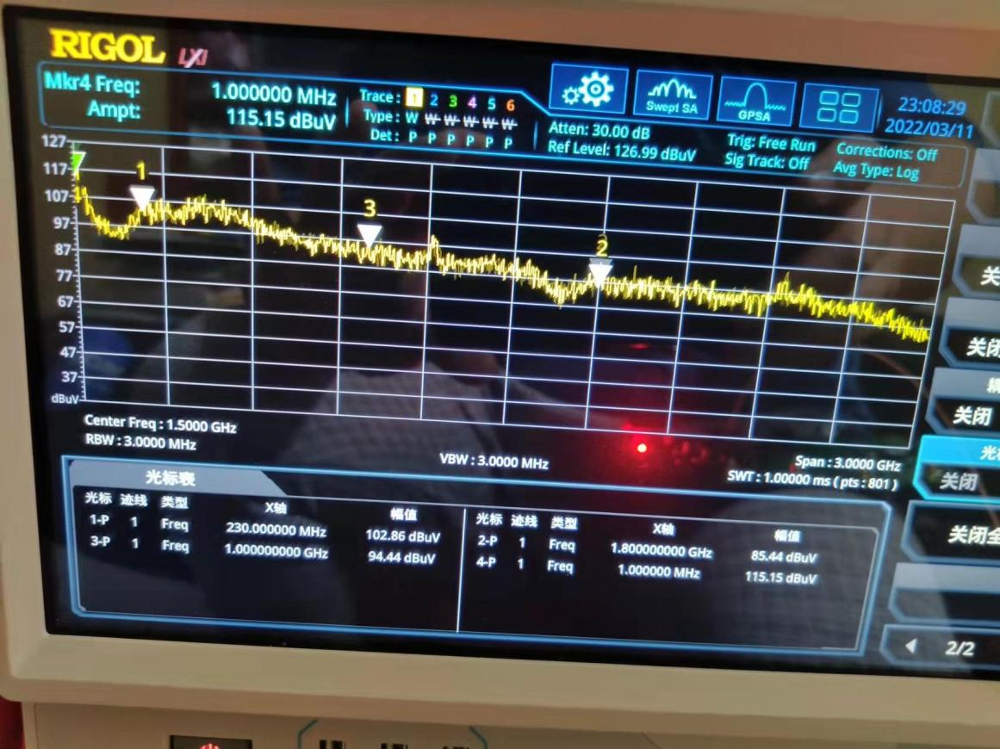 RIGOL LXI
Mkr4 Freq: 1.000000 MHz
Ampt: 115.15 dBuV
Trace: 1 2 3 4 5 6
Type: W W W W W W
Det: P P P P P P
Swept SA
GPSA
23:08:29
2022/03/11
Atten: 30.00 dB
Ref Level: 126.99 dBuV
Trig: Free Run
Sig Track: Off
Corrections: Off
Avg Type: Log
127
117
107
97
87
77
67
57
47
37
dBuV
1
3
2
Center Freq : 1.5000 GHz
RBW : 3.0000 MHz
VBW : 3.0000 MHz
Span : 3.0000 GHz
SWT : 1.00000 ms ( pts : 801 )
光标表
光标 迹线 类型 X轴 幅值
1-P 1 Freq 230.000000 MHz 102.86 dBuV
3-P 1 Freq 1.000000000 GHz 94.44 dBuV
光标 迹线 类型 X轴 幅值
2-P 1 Freq 1.800000000 GHz 85.44 dBuV
4-P 1 Freq 1.000000 MHz 115.15 dBuV
关
关闭
关闭
关闭
关闭全
2/2